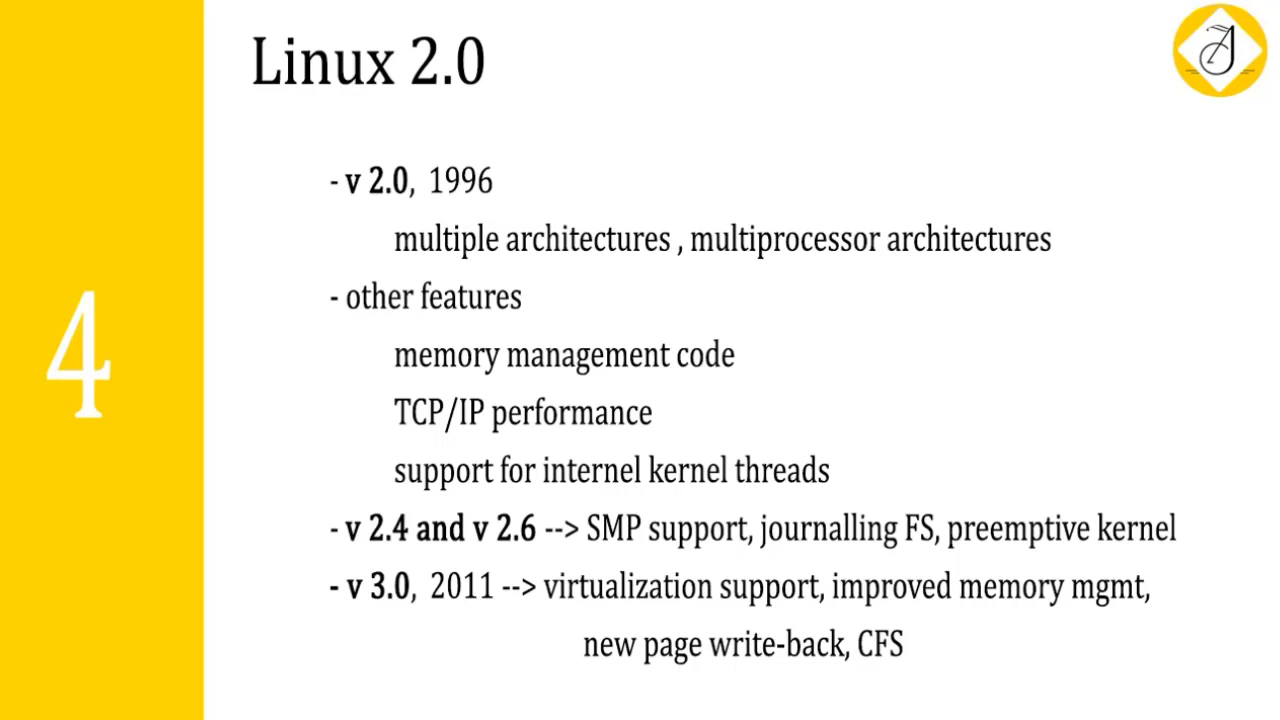 Linux 2.0
- v 2.0, 1996
multiple architectures , multiprocessor architectures
- other features
memory management code
TCP/IP performance
support for internel kernel threads
- v 2.4 and v 2.6 --> SMP support, journalling FS, preemptive kernel
- v 3.0, 2011 --> virtualization support, improved memory mgmt,
new page write-back, CFS
4